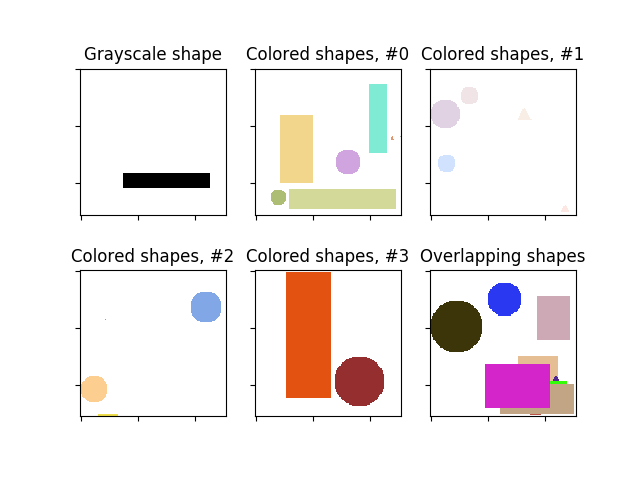 Grayscale shape
Colored shapes, #0
Colored shapes, #1
Colored shapes, #2
Colored shapes, #3
Overlapping shapes